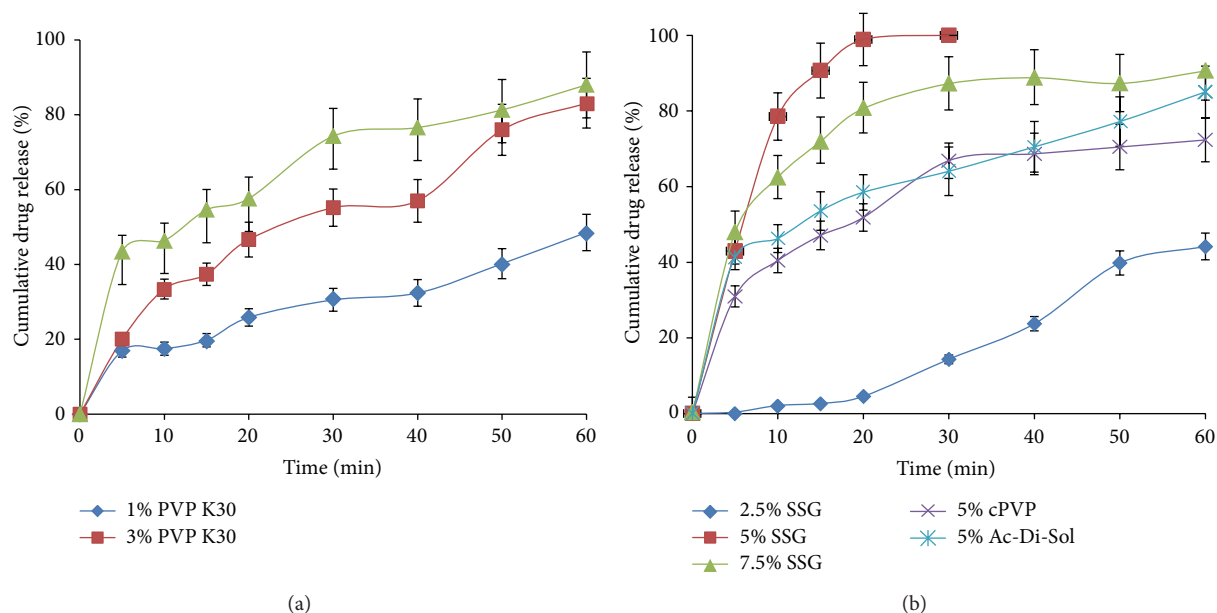 100
80
60
40
20
0
Cumulative drug release (%)
0 10 20 30 40 50 60
Time (min)
1% PVP K30
3% PVP K30
(a)
100
80
60
40
20
0
Cumulative drug release (%)
0 10 20 30 40 50 60
Time (min)
2.5% SSG
5% SSG
7.5% SSG
5% cPVP
5% Ac-Di-Sol
(b)